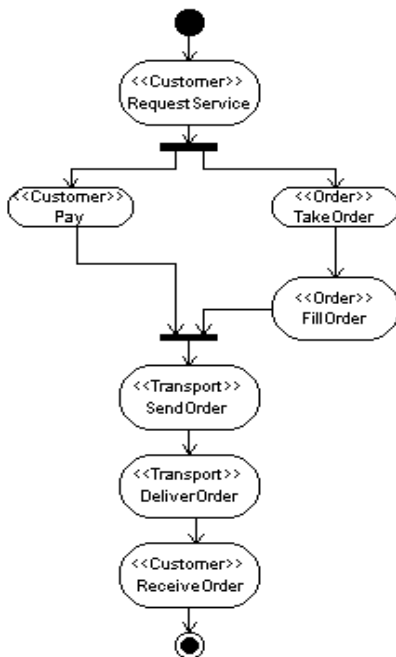 <<Customer>>
RequestService
<<Customer>>
Pay
<<Order>>
TakeOrder
<<Order>>
FillOrder
<<Transport>>
SendOrder
<<Transport>>
DeliverOrder
<<Customer>>
ReceiveOrder